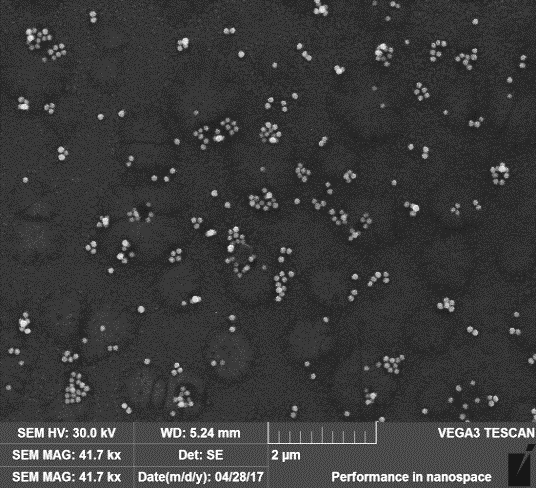 SEM HV: 30.0 kV WD: 5.24 mm VEGA3 TESCAN
SEM MAG: 41.7 kx Det: SE 2 µm
SEM MAG: 41.7 kx Date(m/d/y): 04/28/17 Performance in nanospace